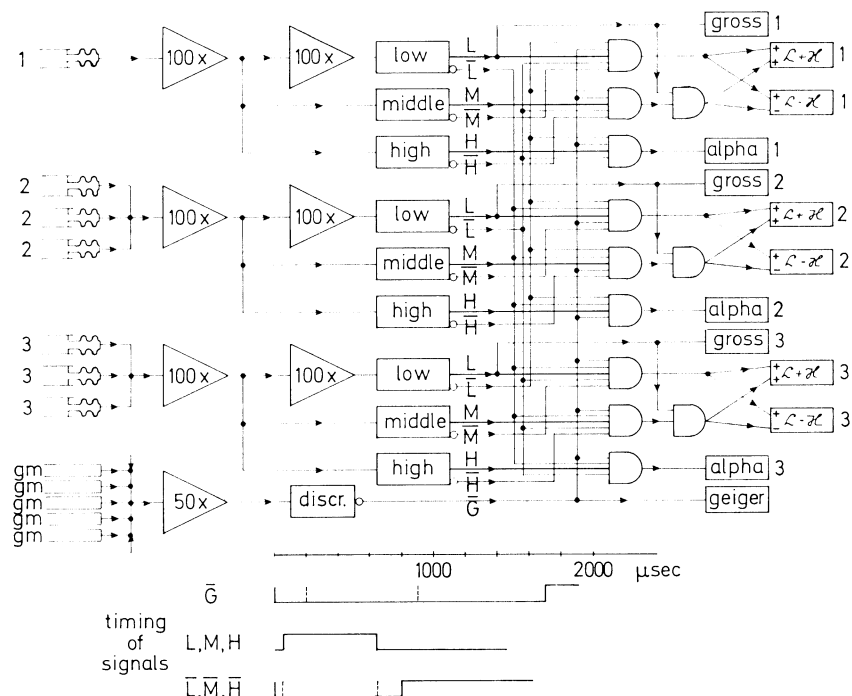 gross 1
1 100x 100x low L L̅ + + ℒ+ℋ 1
middle M M̅ + − ℒ-ℋ 1
high H H̅ alpha 1
gross 2
2
2 100x 100x low L L̅ + + ℒ+ℋ 2
2
middle M M̅ + − ℒ-ℋ 2
high H H̅ alpha 2
gross 3
3
3 100x 100x low L L̅ + + ℒ+ℋ 3
3
middle M M̅ + − ℒ-ℋ 3
high H H̅ alpha 3
gm
gm
gm 50x discr. G̅ geiger
gm
gm
1000 2000 μsec
G̅
timing
of
signals
L,M,H
L̅,M̅,H̅